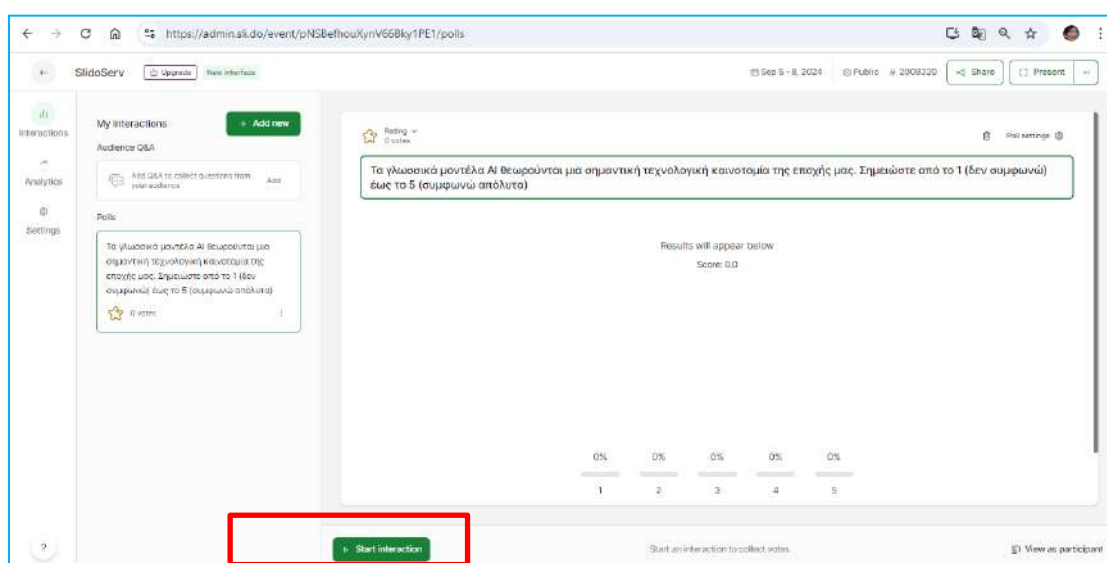 https://admin.sli.do/event/pNSBefhouXynV66Bky1PE1/polls
SlidoServ
Upgrade
New interface
Sep 5 - 8, 2024
Public
# 2008320
Share
Present
Interactions
Analytics
Settings
My interactions
+ Add new
Audience Q&A
Add Q&A to collect questions from
your audience
Add
Polls
Τα γλωσσικά μοντέλα AI θεωρούνται μια
σημαντική τεχνολογική καινοτομία της
εποχής μας. Σημειώστε από το 1 (δεν
συμφωνώ) έως το 5 (συμφωνώ απόλυτα)
0 votes
Rating
0 votes
Poll settings
Τα γλωσσικά μοντέλα AI θεωρούνται μια σημαντική τεχνολογική καινοτομία της εποχής μας. Σημειώστε από το 1 (δεν συμφωνώ)
έως το 5 (συμφωνώ απόλυτα)
Results will appear below
Score: 0.0
0% 0% 0% 0% 0%
1 2 3 4 5
?
Start interaction
Start an interaction to collect votes
View as participant